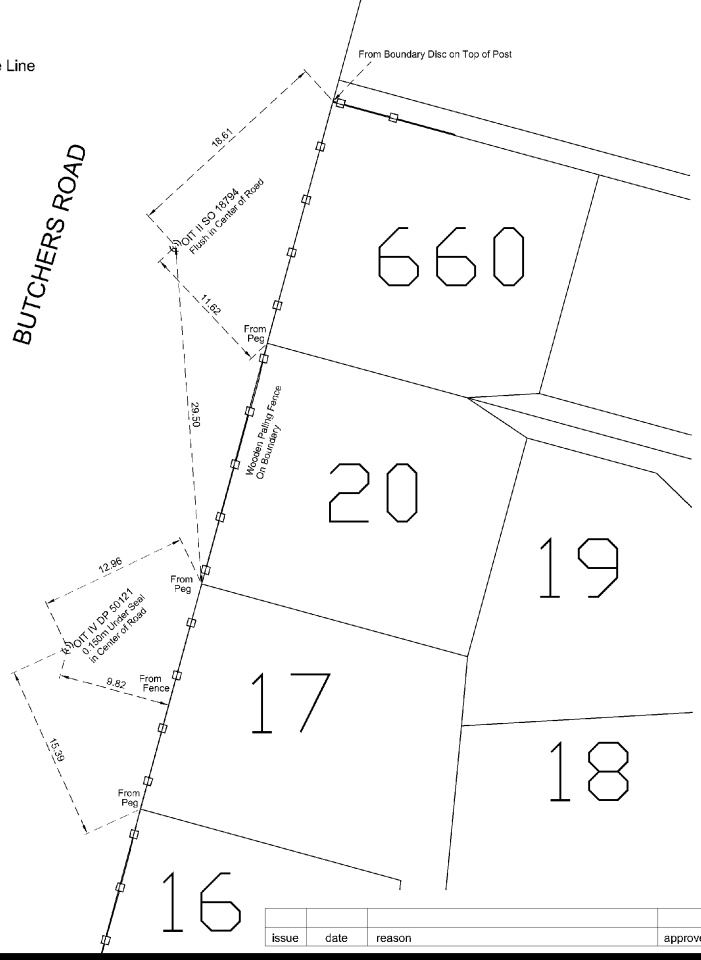 From Boundary Disc on Top of Post
Line
18.61
BUTCHERS ROAD
OIT II SO 18794
Flush in Center of Road
660
11.62
From
Peg
29.50
Wooden Paling Fence
On Boundary
20
19
12.96
From
Peg
OIT IV DP 50121
0.150m Under Seal
in Center of Road
9.82
From
Fence
17
15.39
18
From
Peg
16
issue
date
reason